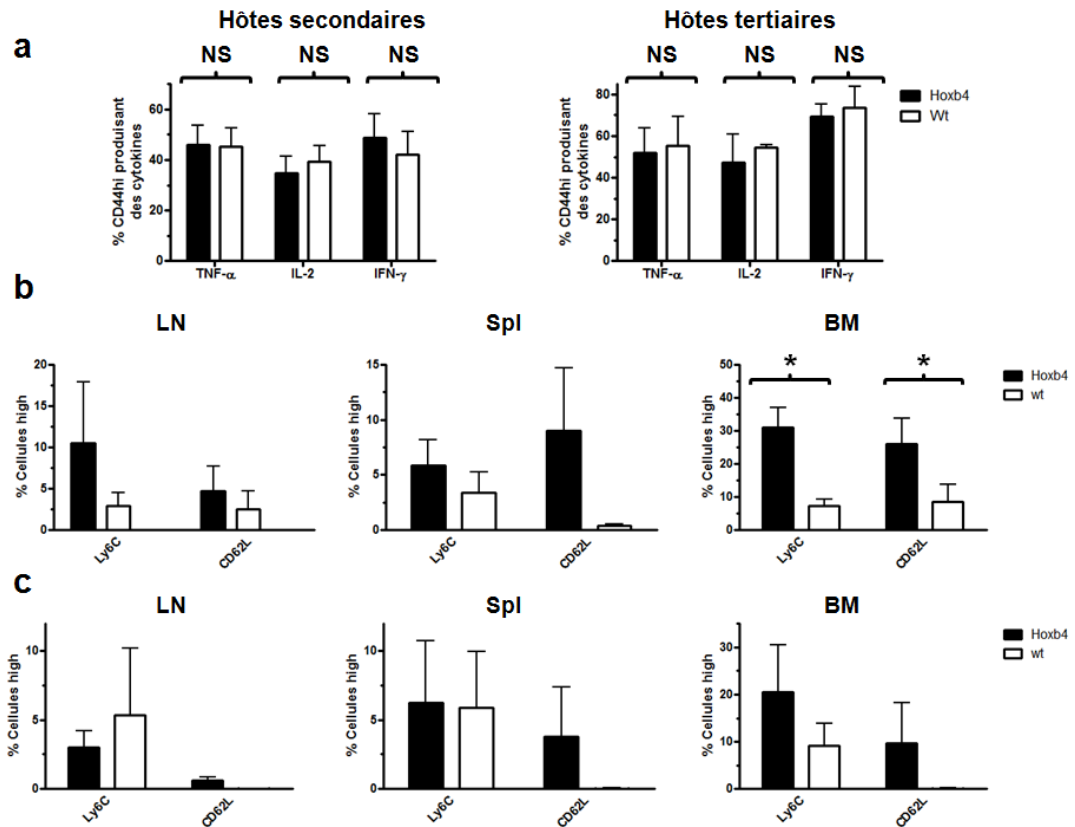 Hôtes secondaires
Hôtes tertiaires
a
NS
NS
NS
NS
NS
NS
% CD44hi produisant
des cytokines
60
40
20
0
TNF-α
IL-2
IFN-γ
% CD44hi produisant
des cytokines
80
60
40
20
0
TNF-α
IL-2
IFN-γ
Hoxb4
Wt
b
LN
Spl
BM
% Cellules high
20
15
10
5
0
Ly6C
CD62L
% Cellules high
15
10
5
0
Ly6C
CD62L
% Cellules high
50
40
30
20
10
0
*
*
Ly6C
CD62L
Hoxb4
wt
c
LN
Spl
BM
% Cellules high
10
5
0
Ly6C
CD62L
% Cellules high
10
5
0
Ly6C
CD62L
% Cellules high
30
20
10
0
Ly6C
CD62L
Hoxb4
wt